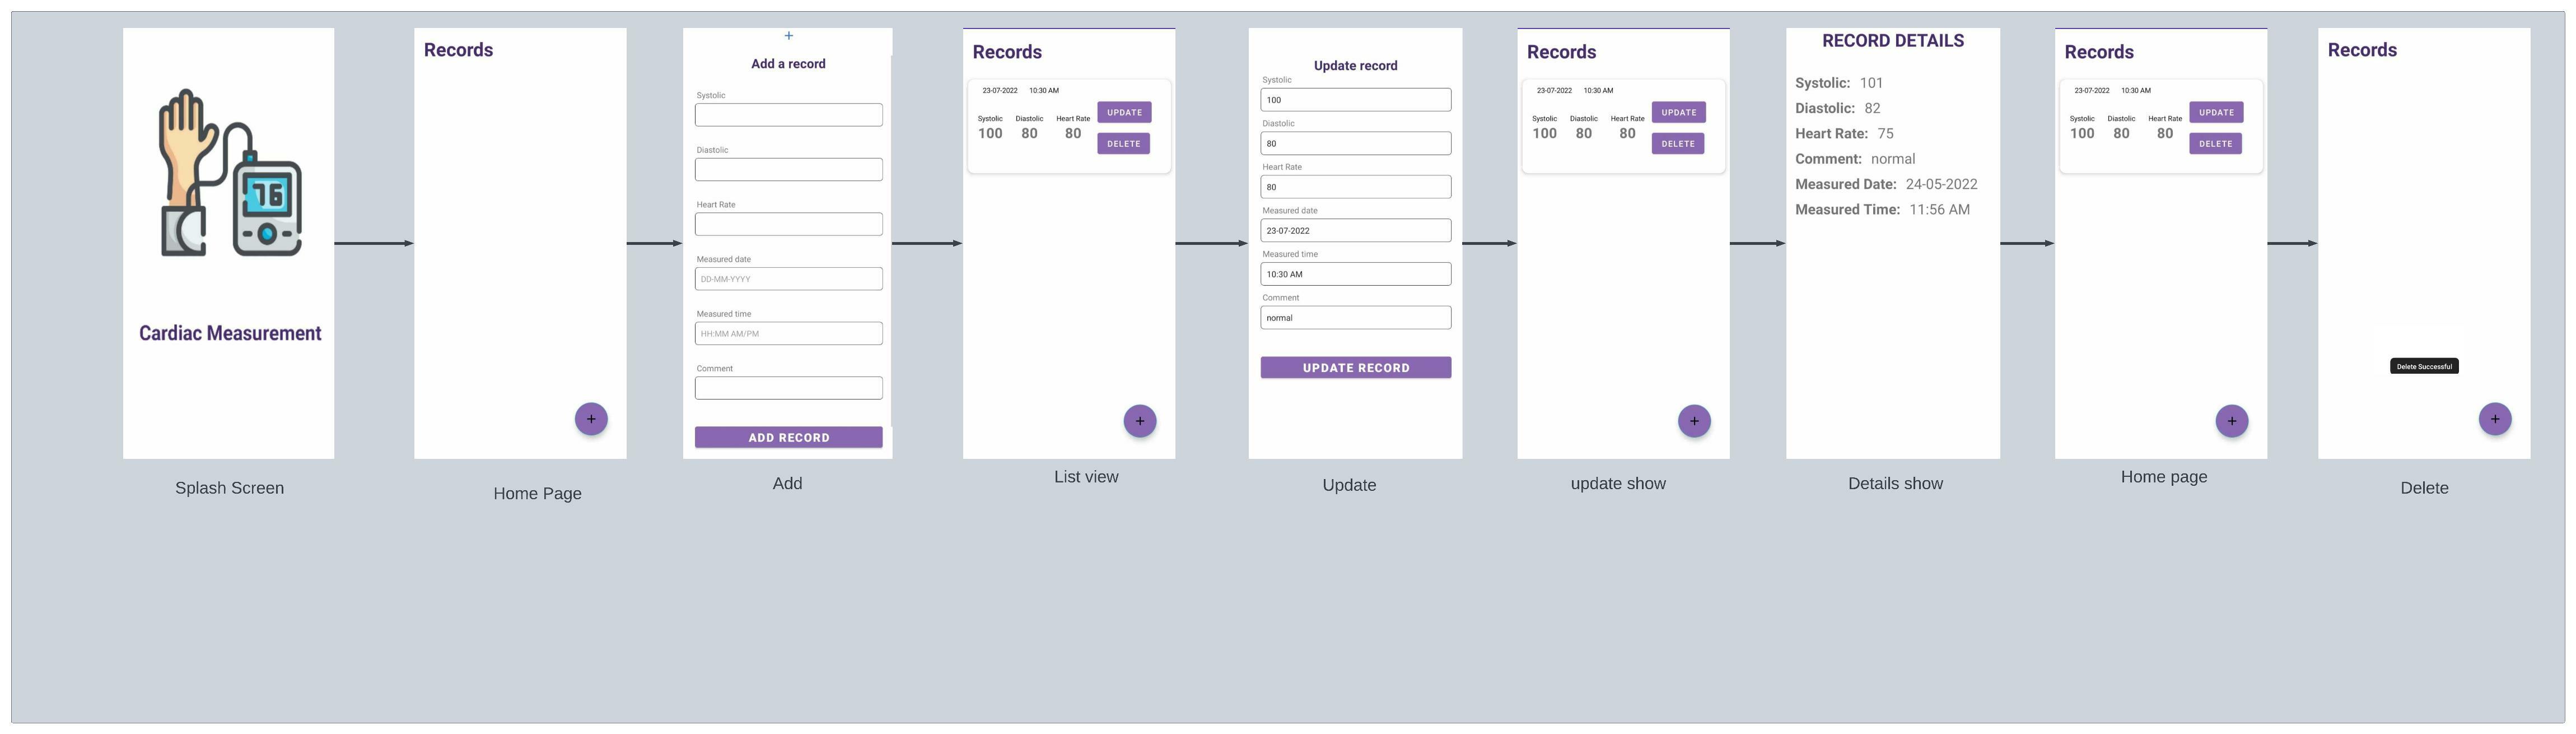 76
Cardiac Measurement
Splash Screen
Records
+
Home Page
+
Add a record
Systolic
Diastolic
Heart Rate
Measured date
DD-MM-YYYY
Measured time
HH:MM AM/PM
Comment
ADD RECORD
Add
Records
23-07-2022 10:30 AM
Systolic Diastolic Heart Rate
100 80 80
UPDATE
DELETE
+
List view
Update record
Systolic
100
Diastolic
80
Heart Rate
80
Measured date
23-07-2022
Measured time
10:30 AM
Comment
normal
UPDATE RECORD
Update
Records
23-07-2022 10:30 AM
Systolic Diastolic Heart Rate
100 80 80
UPDATE
DELETE
+
update show
RECORD DETAILS
Systolic: 101
Diastolic: 82
Heart Rate: 75
Comment: normal
Measured Date: 24-05-2022
Measured Time: 11:56 AM
Details show
Records
23-07-2022 10:30 AM
Systolic Diastolic Heart Rate
100 80 80
UPDATE
DELETE
+
Home page
Records
Delete Successful
+
Delete